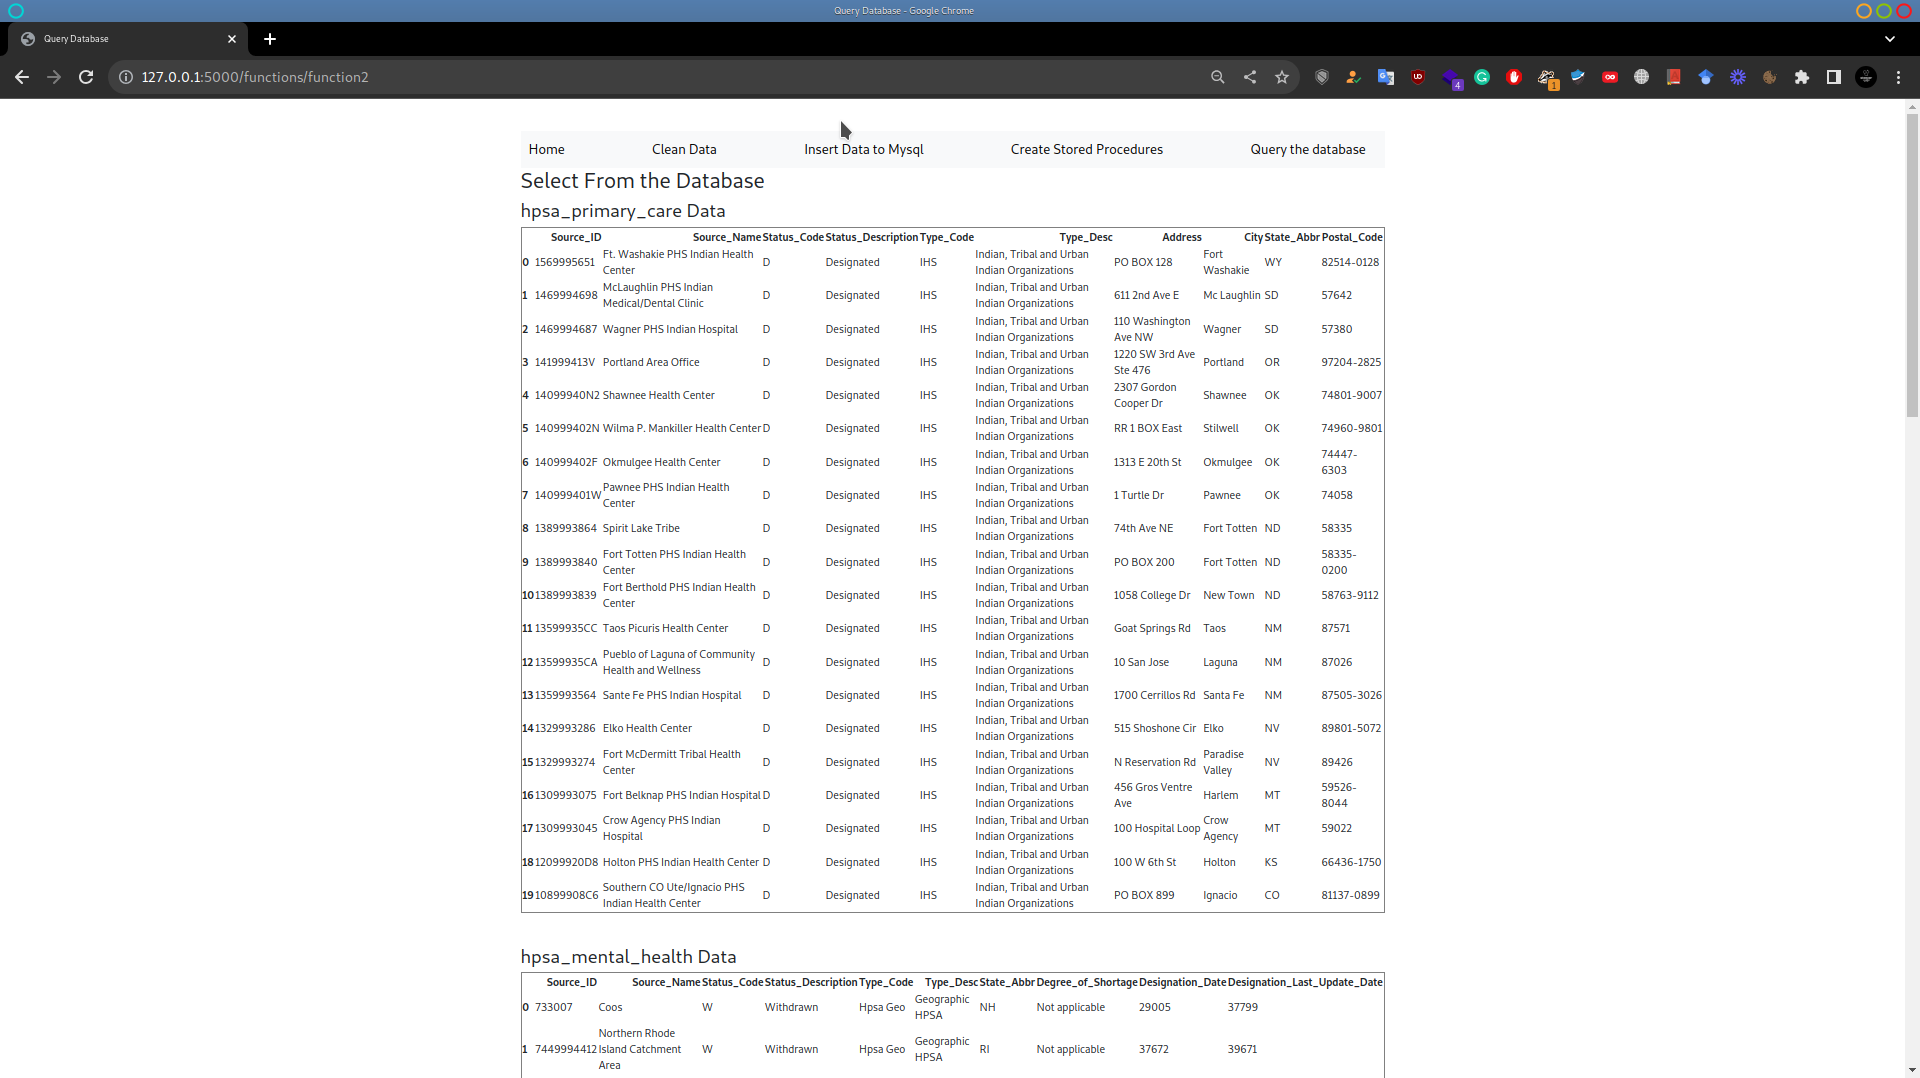 Query Database - Google Chrome
Query Database
127.0.0.1:5000/functions/function2
4
1
Home Clean Data Insert Data to Mysql Create Stored Procedures Query the database
Select From the Database
hpsa_primary_care Data
Source_ID Source_Name Status_Code Status_Description Type_Code Type_Desc Address City State_Abbr Postal_Code
0 1569995651 Ft. Washakie PHS Indian Health Center D Designated IHS Indian, Tribal and Urban Indian Organizations PO BOX 128 Fort Washakie WY 82514-0128
1 1469994698 McLaughlin PHS Indian Medical/Dental Clinic D Designated IHS Indian, Tribal and Urban Indian Organizations 611 2nd Ave E Mc Laughlin SD 57642
2 1469994687 Wagner PHS Indian Hospital D Designated IHS Indian, Tribal and Urban Indian Organizations 110 Washington Ave NW Wagner SD 57380
3 141999413V Portland Area Office D Designated IHS Indian, Tribal and Urban Indian Organizations 1220 SW 3rd Ave Ste 476 Portland OR 97204-2825
4 14099940N2 Shawnee Health Center D Designated IHS Indian, Tribal and Urban Indian Organizations 2307 Gordon Cooper Dr Shawnee OK 74801-9007
5 140999402N Wilma P. Mankiller Health Center D Designated IHS Indian, Tribal and Urban Indian Organizations RR 1 BOX East Stilwell OK 74960-9801
6 140999402F Okmulgee Health Center D Designated IHS Indian, Tribal and Urban Indian Organizations 1313 E 20th St Okmulgee OK 74447-6303
7 140999401W Pawnee PHS Indian Health Center D Designated IHS Indian, Tribal and Urban Indian Organizations 1 Turtle Dr Pawnee OK 74058
8 1389993864 Spirit Lake Tribe D Designated IHS Indian, Tribal and Urban Indian Organizations 74th Ave NE Fort Totten ND 58335
9 1389993840 Fort Totten PHS Indian Health Center D Designated IHS Indian, Tribal and Urban Indian Organizations PO BOX 200 Fort Totten ND 58335-0200
10 1389993839 Fort Berthold PHS Indian Health Center D Designated IHS Indian, Tribal and Urban Indian Organizations 1058 College Dr New Town ND 58763-9112
11 13599935CC Taos Picuris Health Center D Designated IHS Indian, Tribal and Urban Indian Organizations Goat Springs Rd Taos NM 87571
12 13599935CA Pueblo of Laguna of Community Health and Wellness D Designated IHS Indian, Tribal and Urban Indian Organizations 10 San Jose Laguna NM 87026
13 1359993564 Sante Fe PHS Indian Hospital D Designated IHS Indian, Tribal and Urban Indian Organizations 1700 Cerrillos Rd Santa Fe NM 87505-3026
14 1329993286 Elko Health Center D Designated IHS Indian, Tribal and Urban Indian Organizations 515 Shoshone Cir Elko NV 89801-5072
15 1329993274 Fort McDermitt Tribal Health Center D Designated IHS Indian, Tribal and Urban Indian Organizations N Reservation Rd Paradise Valley NV 89426
16 1309993075 Fort Belknap PHS Indian Hospital D Designated IHS Indian, Tribal and Urban Indian Organizations 456 Gros Ventre Ave Harlem MT 59526-8044
17 1309993045 Crow Agency PHS Indian Hospital D Designated IHS Indian, Tribal and Urban Indian Organizations 100 Hospital Loop Crow Agency MT 59022
18 12099920D8 Holton PHS Indian Health Center D Designated IHS Indian, Tribal and Urban Indian Organizations 100 W 6th St Holton KS 66436-1750
19 10899908C6 Southern CO Ute/Ignacio PHS Indian Health Center D Designated IHS Indian, Tribal and Urban Indian Organizations PO BOX 899 Ignacio CO 81137-0899
hpsa_mental_health Data
Source_ID Source_Name Status_Code Status_Description Type_Code Type_Desc State_Abbr Degree_of_Shortage Designation_Date Designation_Last_Update_Date
0 733007 Coos W Withdrawn Hpsa Geo Geographic HPSA NH Not applicable 29005 37799
1 7449994412 Northern Rhode Island Catchment Area W Withdrawn Hpsa Geo Geographic HPSA RI Not applicable 37672 39671